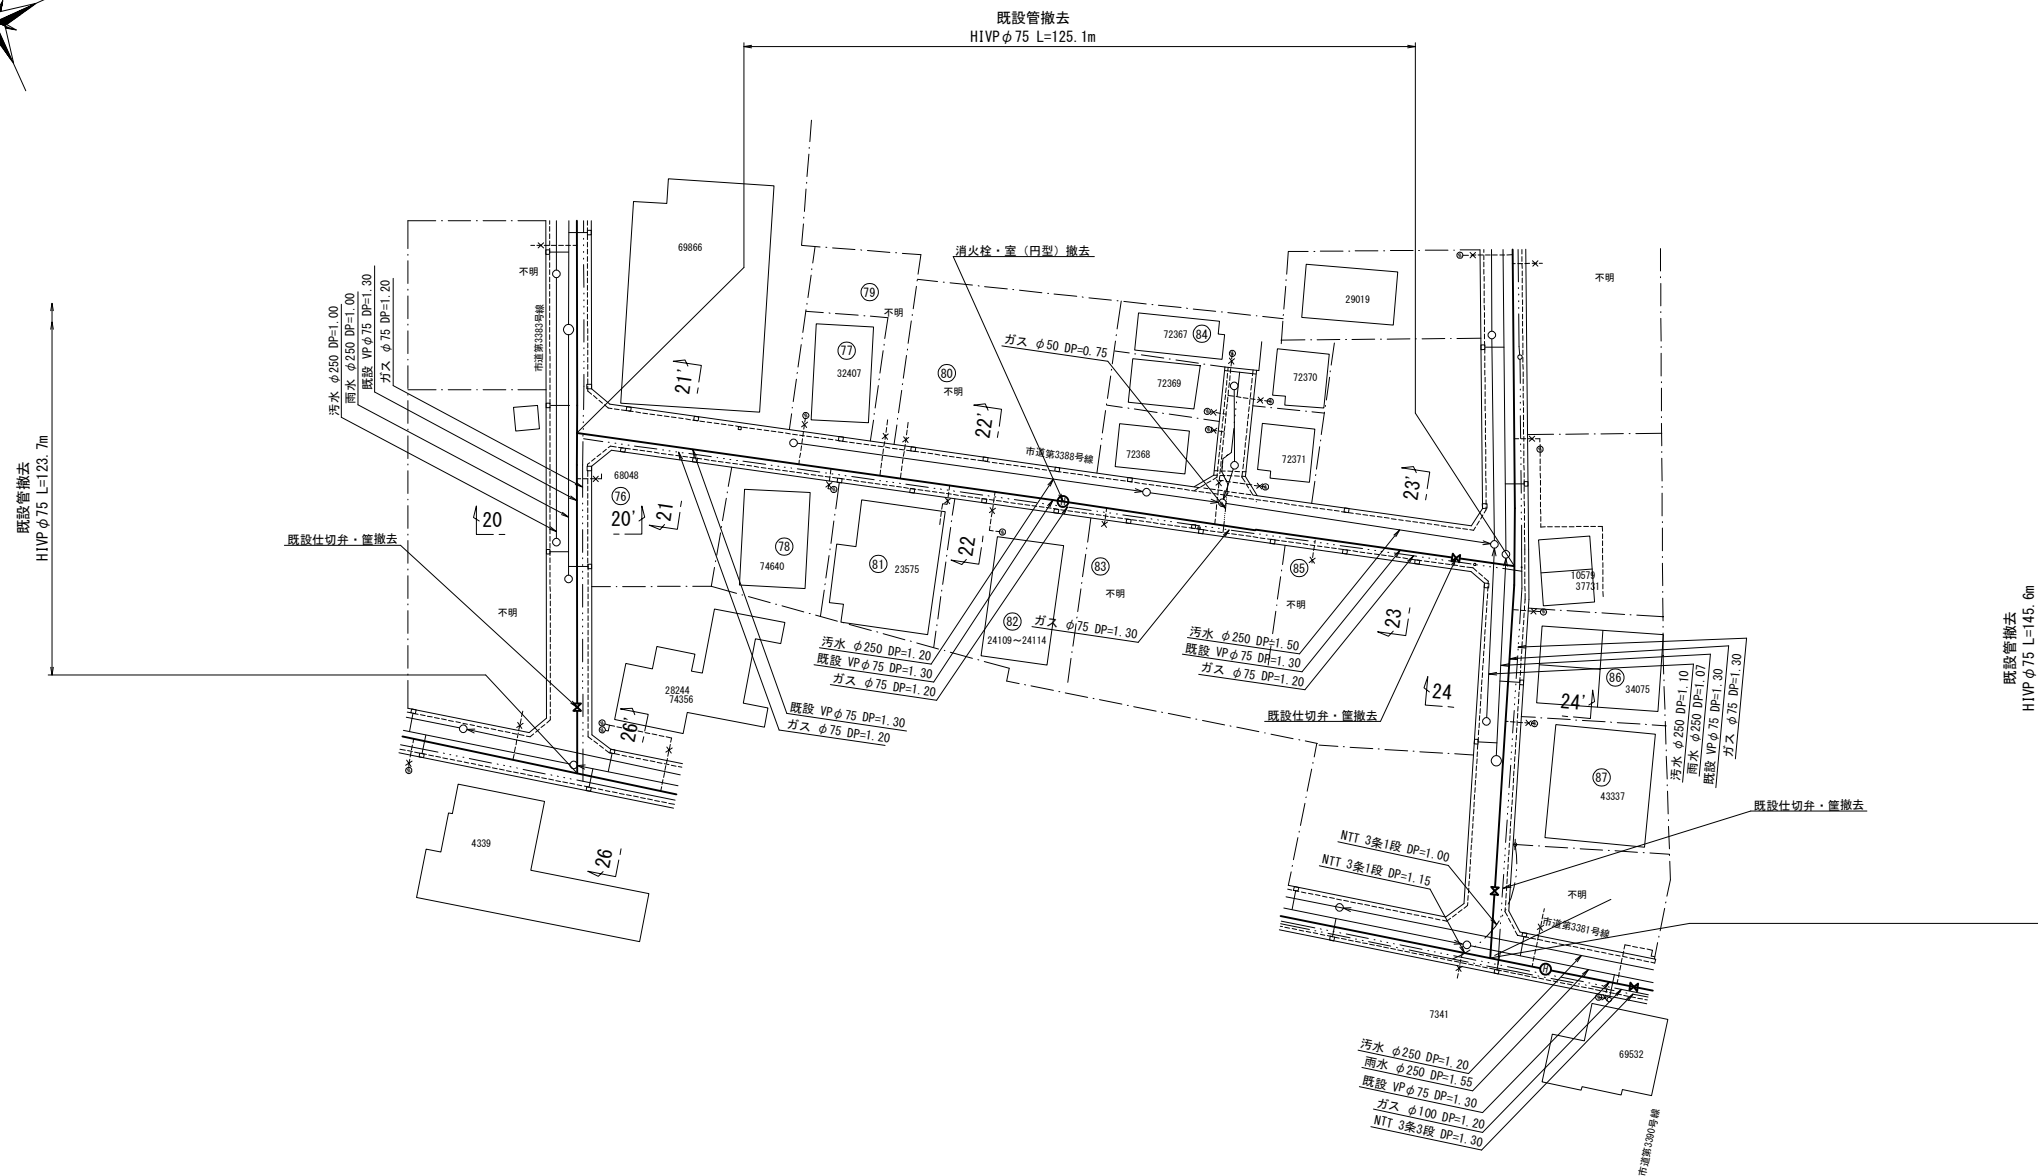 既設管撤去
HIVPφ75 L=125.1m
消火栓・室（円型）撤去
69866
不明
市道第3383号線
汚水 φ250 DP=1.00
雨水 φ250 DP=1.00
既設 VPφ75 DP=1.30
ガス φ75 DP=1.20
既設管撤去
HIVPφ75 L=123.7m
79
不明
77
32407
80
不明
ガス φ50 DP=0.75
72367
84
72369
72368
72370
72371
29019
不明
21'
22'
23'
市道第3388号線
68048
76
20
20'
21
既設仕切弁・筐撤去
78
74640
81
23575
22
82
24109～24114
83
不明
85
不明
23
ガス φ75 DP=1.30
不明
10579
37731
汚水 φ250 DP=1.20
既設 VPφ75 DP=1.30
ガス φ75 DP=1.20
汚水 φ250 DP=1.50
既設 VPφ75 DP=1.30
ガス φ75 DP=1.20
28244
74356
26'
既設 VPφ75 DP=1.30
ガス φ75 DP=1.20
既設仕切弁・筐撤去
24
24'
86
34075
汚水 φ250 DP=1.10
雨水 φ250 DP=1.07
既設 VPφ75 DP=1.30
ガス φ75 DP=1.30
既設管撤去
HIVPφ75 L=145.6m
87
43337
既設仕切弁・筐撤去
4339
26
NTT 3条1段 DP=1.00
NTT 3条1段 DP=1.15
不明
市道第3381号線
7341
69532
汚水 φ250 DP=1.20
雨水 φ250 DP=1.55
既設 VPφ75 DP=1.30
ガス φ100 DP=1.20
NTT 3条3段 DP=1.30
市道第3390号線